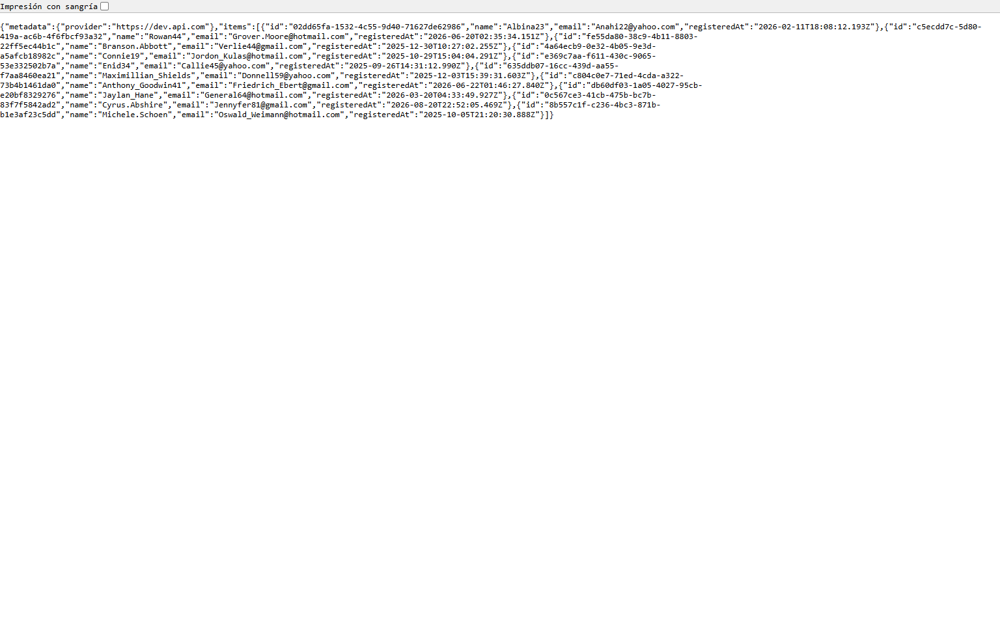 Impresión con sangría
{"metadata":{"provider":"https://dev.api.com"},"items":[{"id":"02dd65fa-1532-4c55-9d40-71627de62986","name":"Albina23","email":"Anahi22@yahoo.com","registeredAt":"2026-02-11T18:08:12.193Z"},{"id":"c5ecdd7c-5d80-
419a-ac6b-4f6fbcf93a32","name":"Rowan44","email":"Grover.Moore@hotmail.com","registeredAt":"2026-06-20T02:35:34.151Z"},{"id":"fe55da80-38c9-4b11-8803-
22ff5ec44b1c","name":"Branson.Abbott","email":"Verlie44@gmail.com","registeredAt":"2025-12-30T10:27:02.255Z"},{"id":"4a64ecb9-0e32-4b05-9e3d-
a5afcb18982c","name":"Connie19","email":"Jordon_Kulas@hotmail.com","registeredAt":"2025-10-29T15:04:04.291Z"},{"id":"e369c7aa-f611-430c-9065-
53e332502b7a","name":"Enid34","email":"Callie45@yahoo.com","registeredAt":"2025-09-26T14:31:12.990Z"},{"id":"635ddb07-16cc-439d-aa55-
f7aa8460ea21","name":"Maximillian_Shields","email":"Donnell59@yahoo.com","registeredAt":"2025-12-03T15:39:31.603Z"},{"id":"c804c0e7-71ed-4cda-a322-
73b4b1461da0","name":"Anthony_Goodwin41","email":"Friedrich_Ebert@gmail.com","registeredAt":"2026-06-22T01:46:27.840Z"},{"id":"db60df03-1a05-4027-95cb-
e20bf8329276","name":"Jaylan_Hane","email":"General64@hotmail.com","registeredAt":"2026-03-20T04:33:49.927Z"},{"id":"0c567ce3-41cb-475b-bc7b-
83f7f5842ad2","name":"Cyrus.Abshire","email":"Jennyfer81@gmail.com","registeredAt":"2026-08-20T22:52:05.469Z"},{"id":"8b557c1f-c236-4bc3-871b-
b1e3af23c5dd","name":"Michele.Schoen","email":"Oswald_Weimann@hotmail.com","registeredAt":"2025-10-05T21:20:30.888Z"}]}